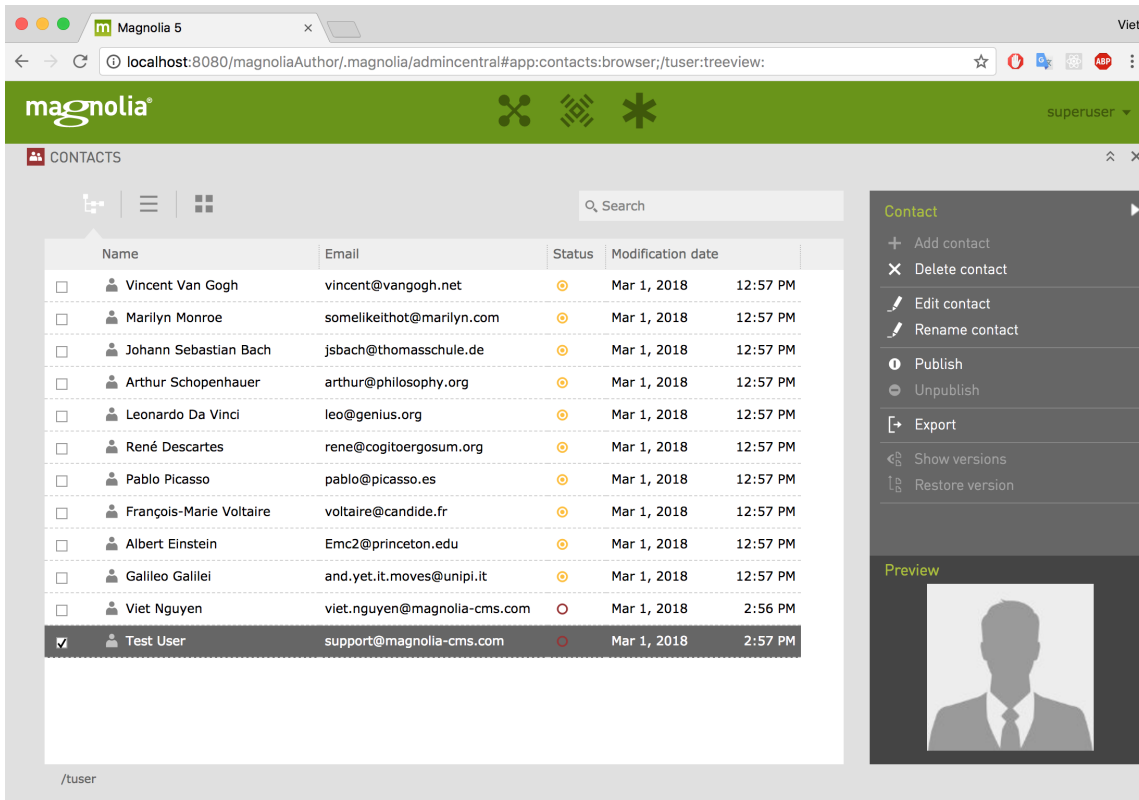 Magnolia 5
Viet
localhost:8080/magnoliaAuthor/.magnolia/admincentral#app:contacts:browser;/tuser:treeview:
ABP
magnolia®
superuser
CONTACTS
Search
Name Email Status Modification date
Vincent Van Gogh vincent@vangogh.net Mar 1, 2018 12:57 PM
Marilyn Monroe somelikeithot@marilyn.com Mar 1, 2018 12:57 PM
Johann Sebastian Bach jsbach@thomasschule.de Mar 1, 2018 12:57 PM
Arthur Schopenhauer arthur@philosophy.org Mar 1, 2018 12:57 PM
Leonardo Da Vinci leo@genius.org Mar 1, 2018 12:57 PM
René Descartes rene@cogitoergosum.org Mar 1, 2018 12:57 PM
Pablo Picasso pablo@picasso.es Mar 1, 2018 12:57 PM
François-Marie Voltaire voltaire@candide.fr Mar 1, 2018 12:57 PM
Albert Einstein Emc2@princeton.edu Mar 1, 2018 12:57 PM
Galileo Galilei and.yet.it.moves@unipi.it Mar 1, 2018 12:57 PM
Viet Nguyen viet.nguyen@magnolia-cms.com Mar 1, 2018 2:56 PM
Test User support@magnolia-cms.com Mar 1, 2018 2:57 PM
/tuser
Contact
Add contact
Delete contact
Edit contact
Rename contact
Publish
Unpublish
Export
Show versions
Restore version
Preview